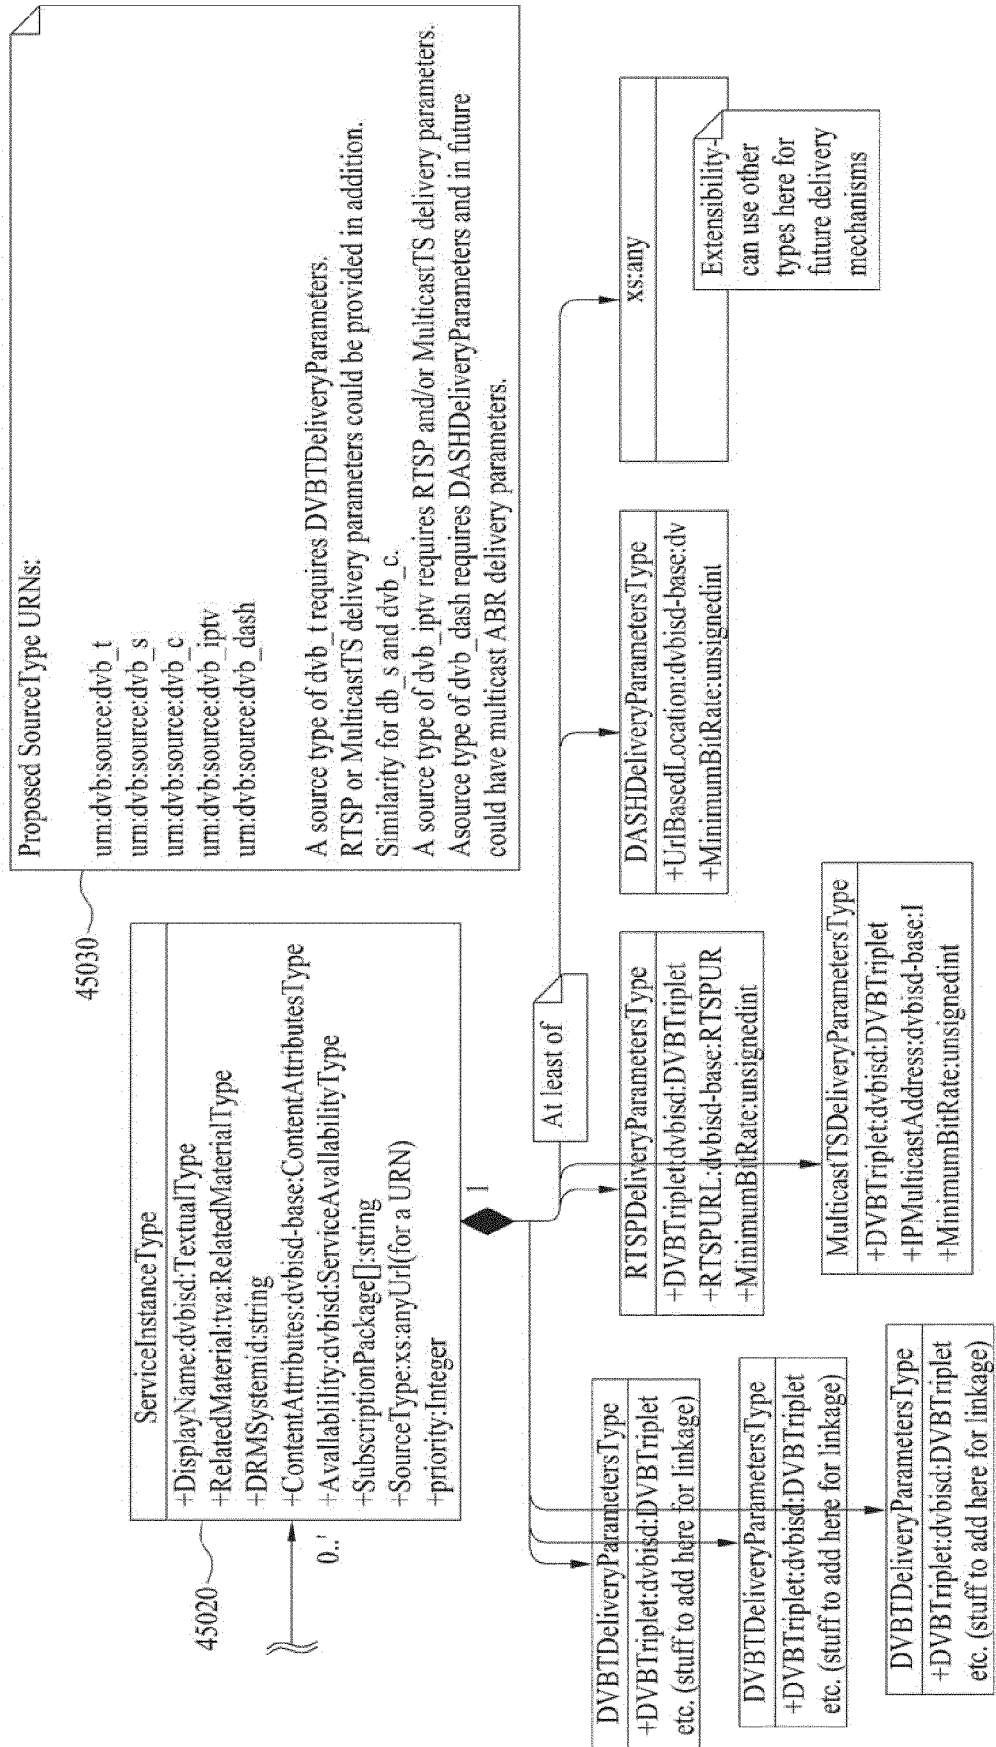 45020
ServiceInstanceType
+DisplayName:dvbisd:TextualType
+RelatedMaterial:tva:RelatedMaterialType
+DRMSystemid:string
+ContentAttributes:dvbisd-base:ContentAttributesType
+Avallablility:dvbisd:ServiceAvallabilityType
+SubscriptionPackage[]:string
+SourceType:xs:anyUrl(for a URN)
+priority:Integer
0..'
1
45030
Proposed SourceType URNs:
urn:dvb:source:dvb_t
urn:dvb:source:dvb_s
urn:dvb:source:dvb_c
urn:dvb:source:dvb_iptv
urn:dvb:source:dvb_dash
A source type of dvb_t requires DVBTDeliveryParameters.
RTSP or MulticastTS delivery parameters could be provided in addition.
Similarity for db_s and dvb_c.
A source type of dvb_iptv requires RTSP and/or MulticastTS delivery parameters.
Asource type of dvb_dash requires DASHDeliveryParameters and in future
could have multicast ABR delivery parameters.
At least of
DVBTDeliveryParametersType
+DVBTriplet:dvbisd:DVBTriplet
etc. (stuff to add here for linkage)
DVBTDeliveryParametersType
+DVBTriplet:dvbisd:DVBTriplet
etc. (stuff to add here for linkage)
DVBTDeliveryParametersType
+DVBTriplet:dvbisd:DVBTriplet
etc. (stuff to add here for linkage)
RTSPDeliveryParametersType
+DVBTriplet:dvbisd:DVBTriplet
+RTSPURL:dvbisd-base:RTSPUR
+MinimumBitRate:unsignedint
MulticastTSDeliveryParametersType
+DVBTriplet:dvbisd:DVBTriplet
+IPMulticastAddress:dvbisd-base:I
+MinimumBitRate:unsignedint
DASHDeliveryParametersType
+UrlBasedLocation:dvbisd-base:dv
+MinimumBitRate:unsignedint
xs:any
Extensibility-
can use other
types here for
future delivery
mechanisms